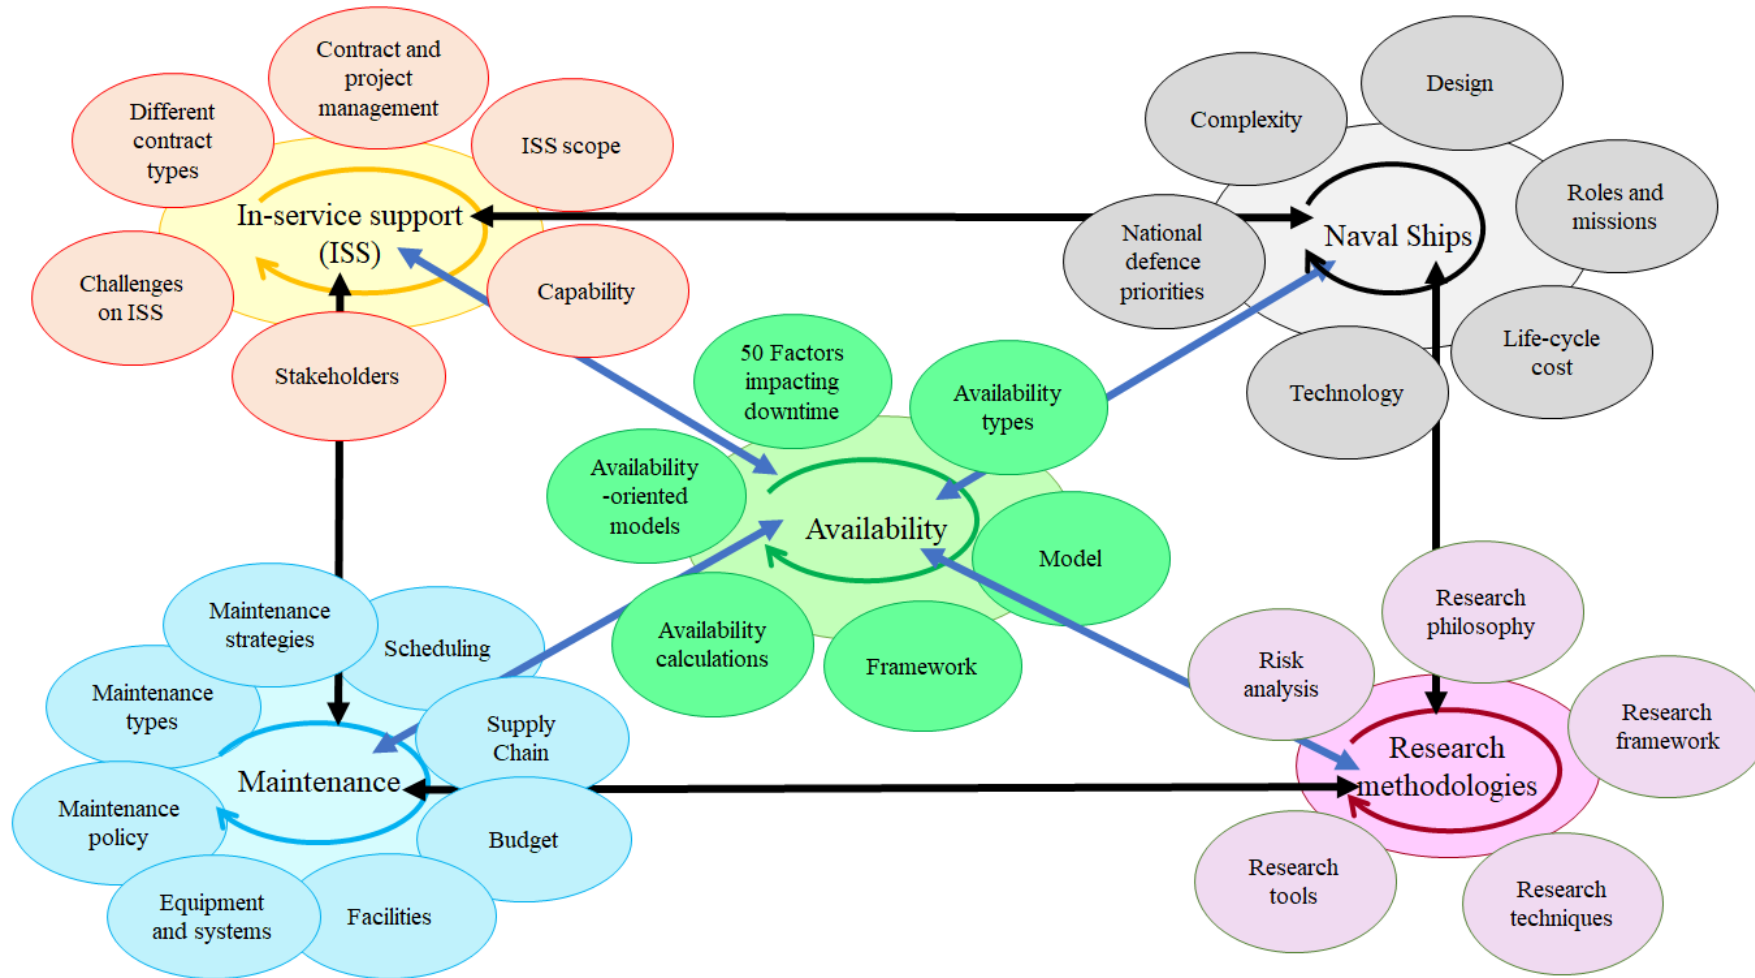 Contract and
project
management
Different
contract
types
ISS scope
In-service support
(ISS)
Challenges
on ISS
Capability
Stakeholders
Design
Complexity
Roles and
missions
National
defence
priorities
Naval Ships
Life-cycle
cost
Technology
50 Factors
impacting
downtime
Availability
types
Availability
-oriented
models
Availability
Model
Availability
calculations
Framework
Maintenance
strategies
Scheduling
Maintenance
types
Supply
Chain
Maintenance
Maintenance
policy
Budget
Equipment
and systems
Facilities
Research
philosophy
Risk
analysis
Research
framework
Research
methodologies
Research
tools
Research
techniques